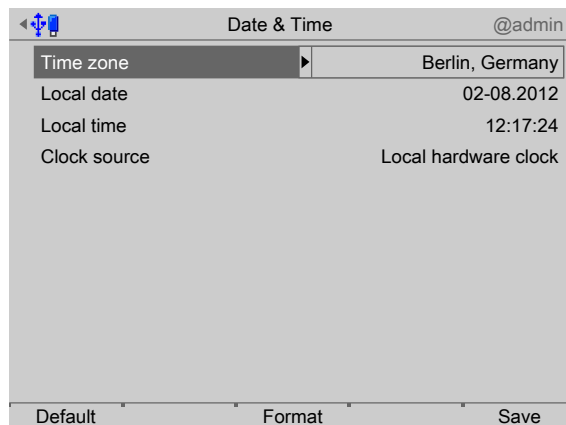 Date & Time @admin
Time zone Berlin, Germany
Local date 02-08.2012
Local time 12:17:24
Clock source Local hardware clock
Default Format Save